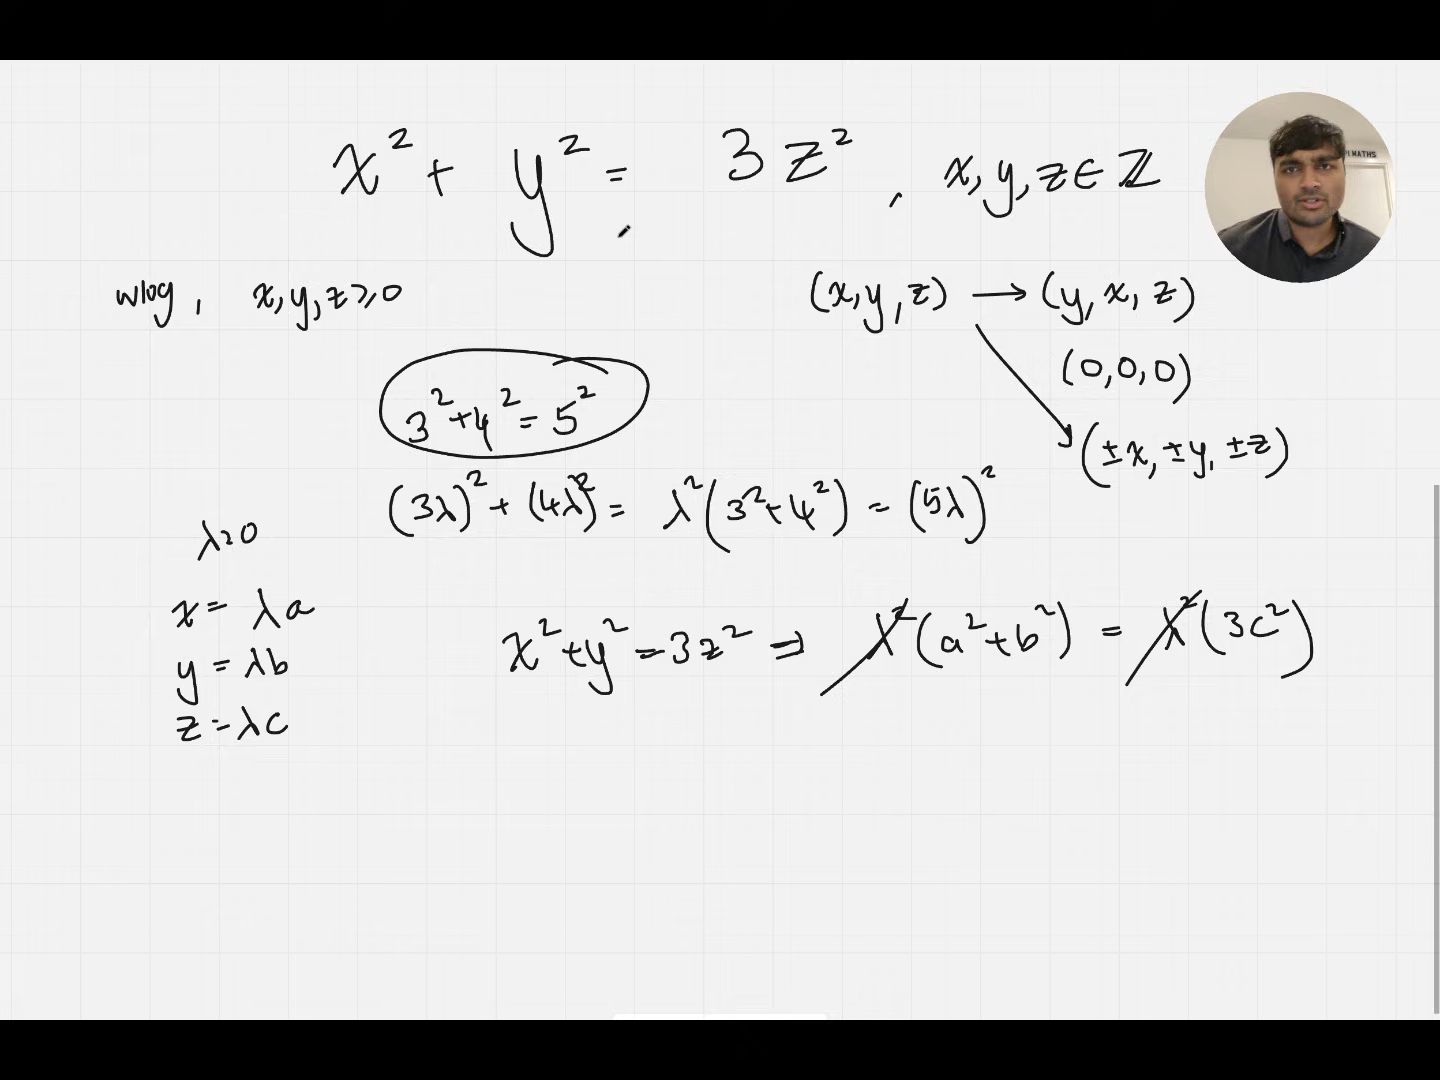 x² + y² = 3z², x, y, z ∈ ℤ
PI MATHS
wlog, x, y, z ⩾ 0
(x, y, z) → (y, x, z)
(0, 0, 0)
3² + 4² = 5²
(±x, ±y, ±z)
(3λ)² + (4λ)² = λ²(3² + 4²) = (5λ)²
x = λa
y = λb
z = λc
x² + y² = 3z² ⇒ λ²(a² + b²) = λ²(3c²)